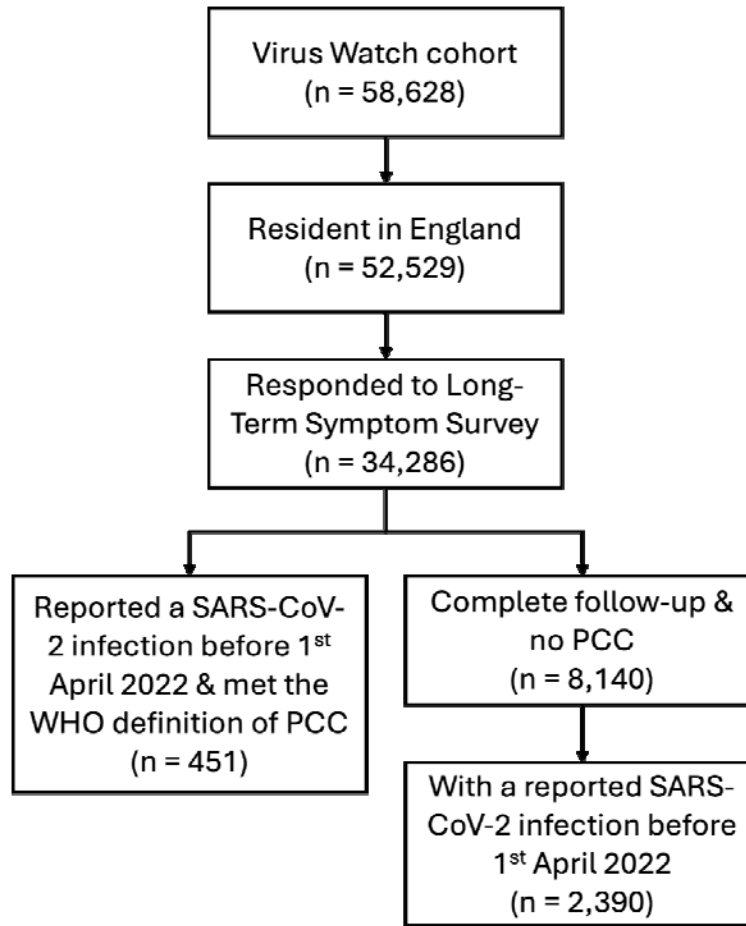 Virus Watch cohort
(n = 58,628)
Resident in England
(n = 52,529)
Responded to Long-
Term Symptom Survey
(n = 34,286)
Reported a SARS-CoV-
2 infection before 1st
April 2022 & met the
WHO definition of PCC
(n = 451)
Complete follow-up &
no PCC
(n = 8,140)
With a reported SARS-
CoV-2 infection before
1st April 2022
(n = 2,390)